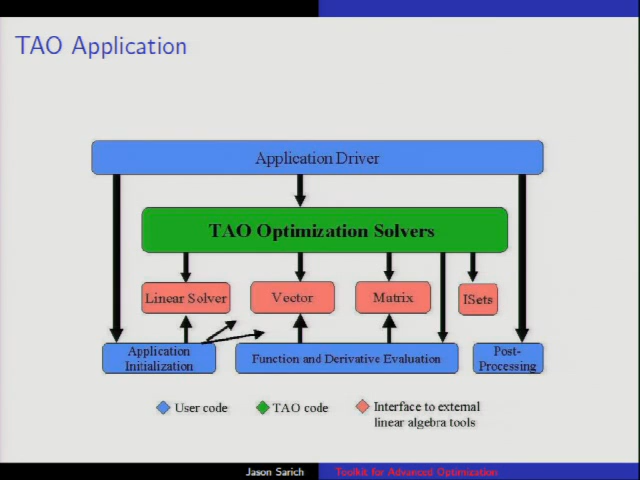 TAO Application
Application Driver
TAO Optimization Solvers
Linear Solver
Vector
Matrix
ISets
Application
Initialization
Function and Derivative Evaluation
Post-
Processing
User code
TAO code
Interface to external
linear algebra tools
Jason Sarich
Toolkit for Advanced Optimization